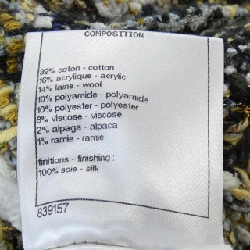 COMPOSITION
39% coton - cotton
16% acrylique - acrylic
14% laine - wool
10% polyamide - polyamide
10% polyester - polyester
8% viscose - viscose
2% alpaga - alpaca
1% ramie - ramie
finitions - finishing :
100% soie - silk
839157